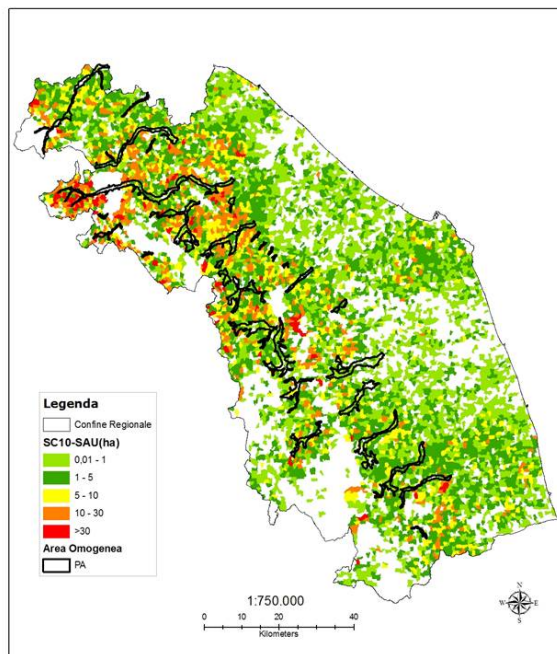 Legenda
Confine Regionale
SC10-SAU(ha)
0,01 - 1
1 - 5
5 - 10
10 - 30
>30
Area Omogenea
PA
1:750.000
0 20 40
Kilometers
N
W E
S